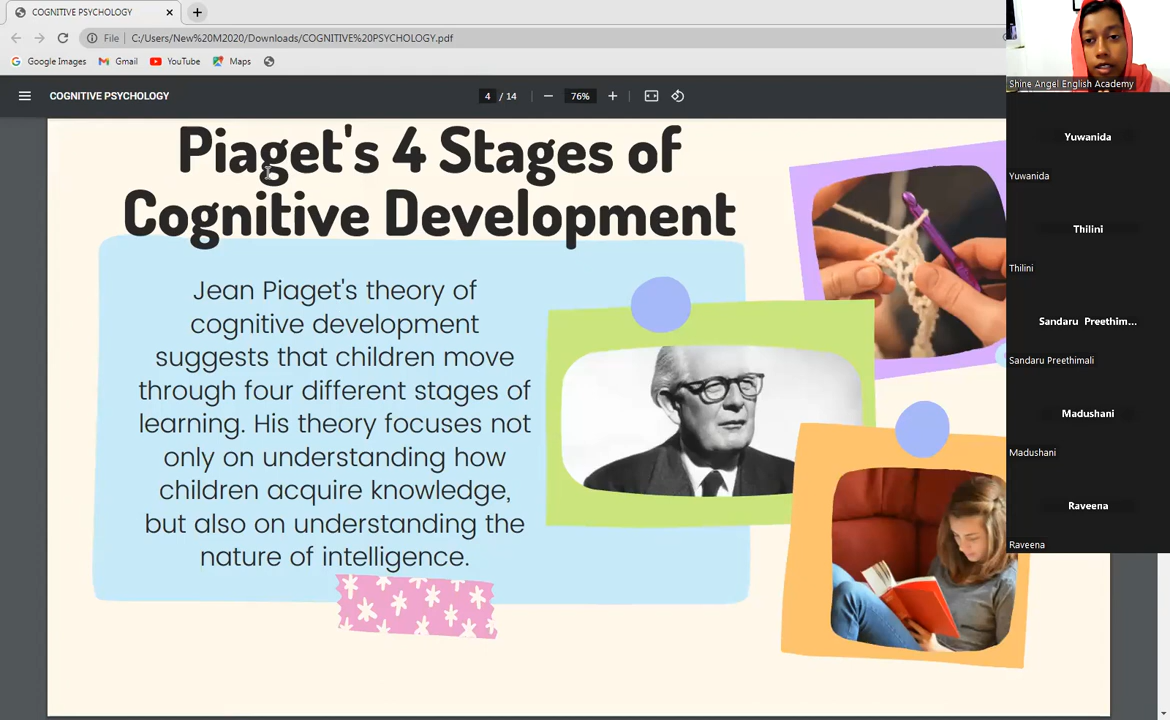 COGNITIVE PSYCHOLOGY
File
C:/Users/New%20M2020/Downloads/COGNITIVE%20PSYCHOLOGY.pdf
Google Images
Gmail
YouTube
Maps
COGNITIVE PSYCHOLOGY
4 / 14
76%
Piaget's 4 Stages of
Cognitive Development
Jean Piaget's theory of
cognitive development
suggests that children move
through four different stages of
learning. His theory focuses not
only on understanding how
children acquire knowledge,
but also on understanding the
nature of intelligence.
Shine Angel English Academy
Yuwanida
Yuwanida
Thilini
Thilini
Sandaru Preethim...
Sandaru Preethimali
Madushani
Madushani
Raveena
Raveena